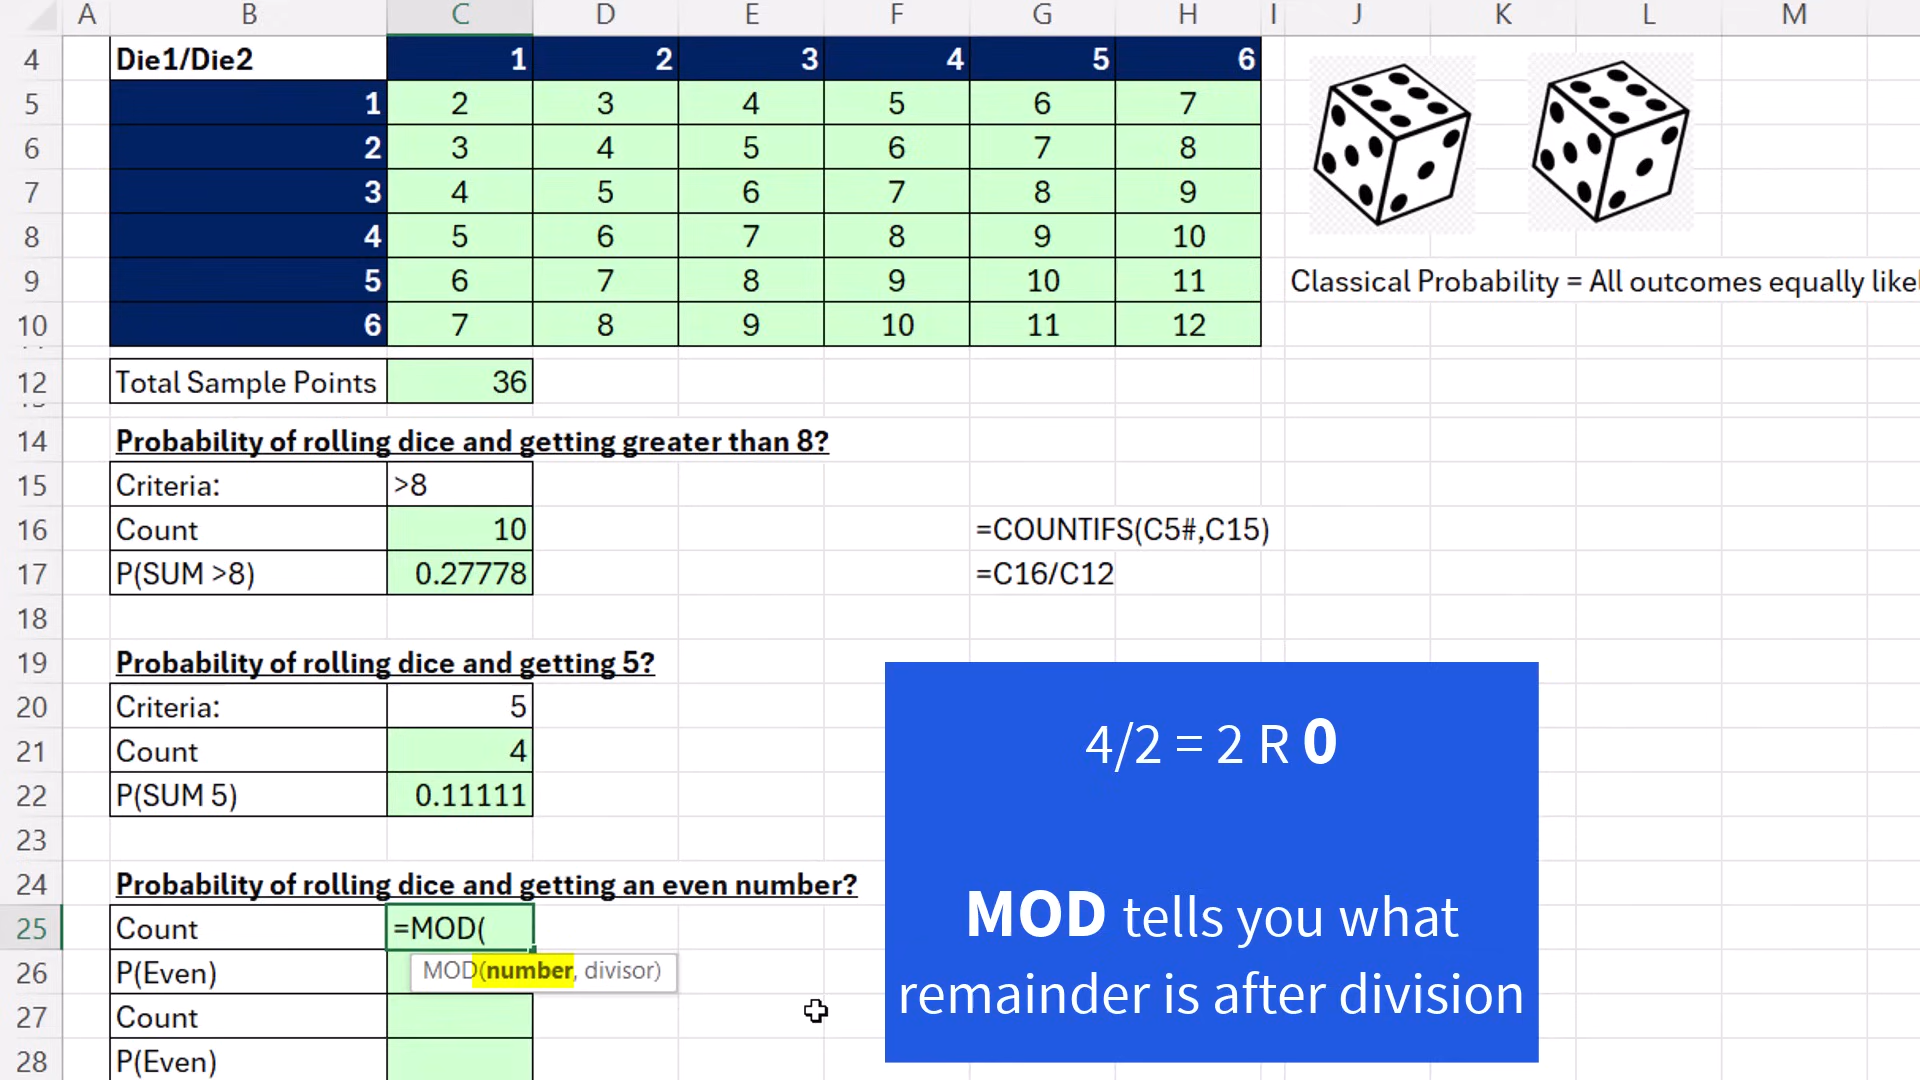 A B C D E F G H I J K L M
4 Die1/Die2 1 2 3 4 5 6
5 1 2 3 4 5 6 7
6 2 3 4 5 6 7 8
7 3 4 5 6 7 8 9
8 4 5 6 7 8 9 10
9 5 6 7 8 9 10 11 Classical Probability = All outcomes equally likel
10 6 7 8 9 10 11 12
12 Total Sample Points 36
14 Probability of rolling dice and getting greater than 8?
15 Criteria: >8
16 Count 10 =COUNTIFS(C5#,C15)
17 P(SUM >8) 0.27778 =C16/C12
18
19 Probability of rolling dice and getting 5?
20 Criteria: 5
21 Count 4
22 P(SUM 5) 0.11111
23
24 Probability of rolling dice and getting an even number?
25 Count =MOD(
26 P(Even) MOD(number, divisor)
27 Count
28 P(Even)
4/2 = 2 R 0
MOD tells you what
remainder is after division